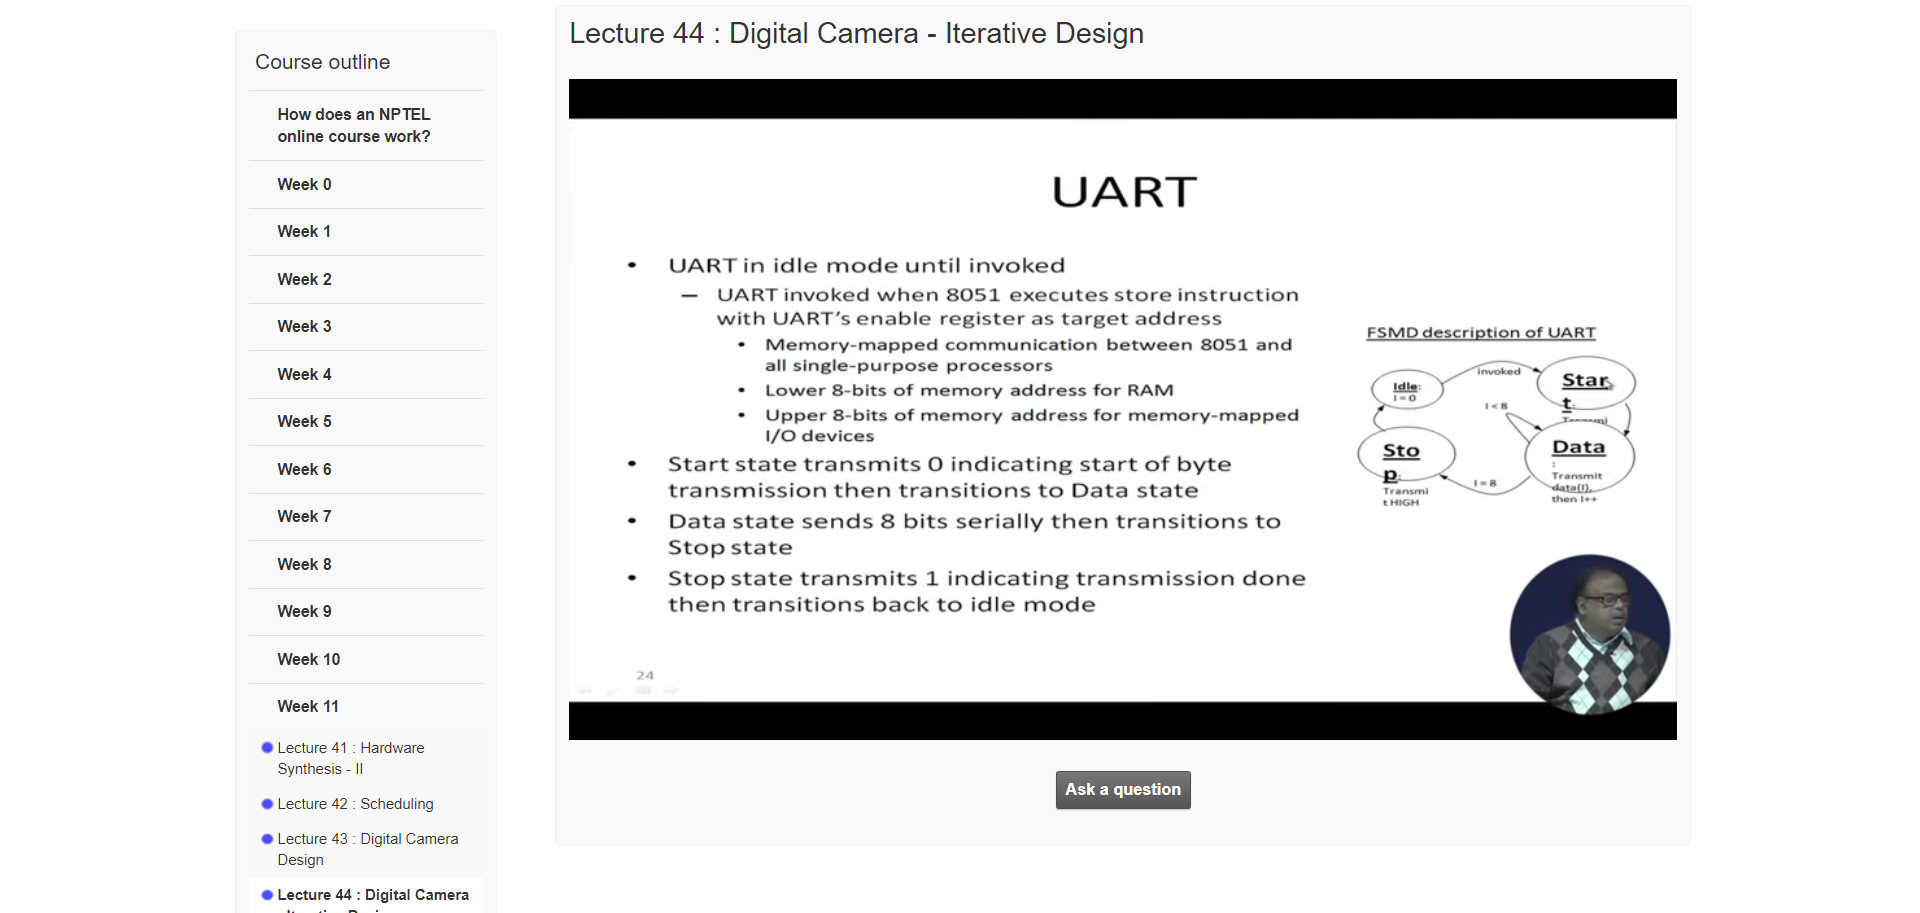 Course outline
How does an NPTEL
online course work?
Week 0
Week 1
Week 2
Week 3
Week 4
Week 5
Week 6
Week 7
Week 8
Week 9
Week 10
Week 11
Lecture 41 : Hardware
Synthesis - II
Lecture 42 : Scheduling
Lecture 43 : Digital Camera
Design
Lecture 44 : Digital Camera
Lecture 44 : Digital Camera - Iterative Design
UART
• UART in idle mode until invoked
– UART invoked when 8051 executes store instruction
with UART's enable register as target address
• Memory-mapped communication between 8051 and
all single-purpose processors
• Lower 8-bits of memory address for RAM
• Upper 8-bits of memory address for memory-mapped
I/O devices
• Start state transmits 0 indicating start of byte
transmission then transitions to Data state
• Data state sends 8 bits serially then transitions to
Stop state
• Stop state transmits 1 indicating transmission done
then transitions back to idle mode
24
FSMD description of UART
Idle:
I = 0
invoked
Star
t:
I < 8
Data
:
Transmit
data(I),
then I++
I = 8
Sto
p:
Transmi
t HIGH
Ask a question